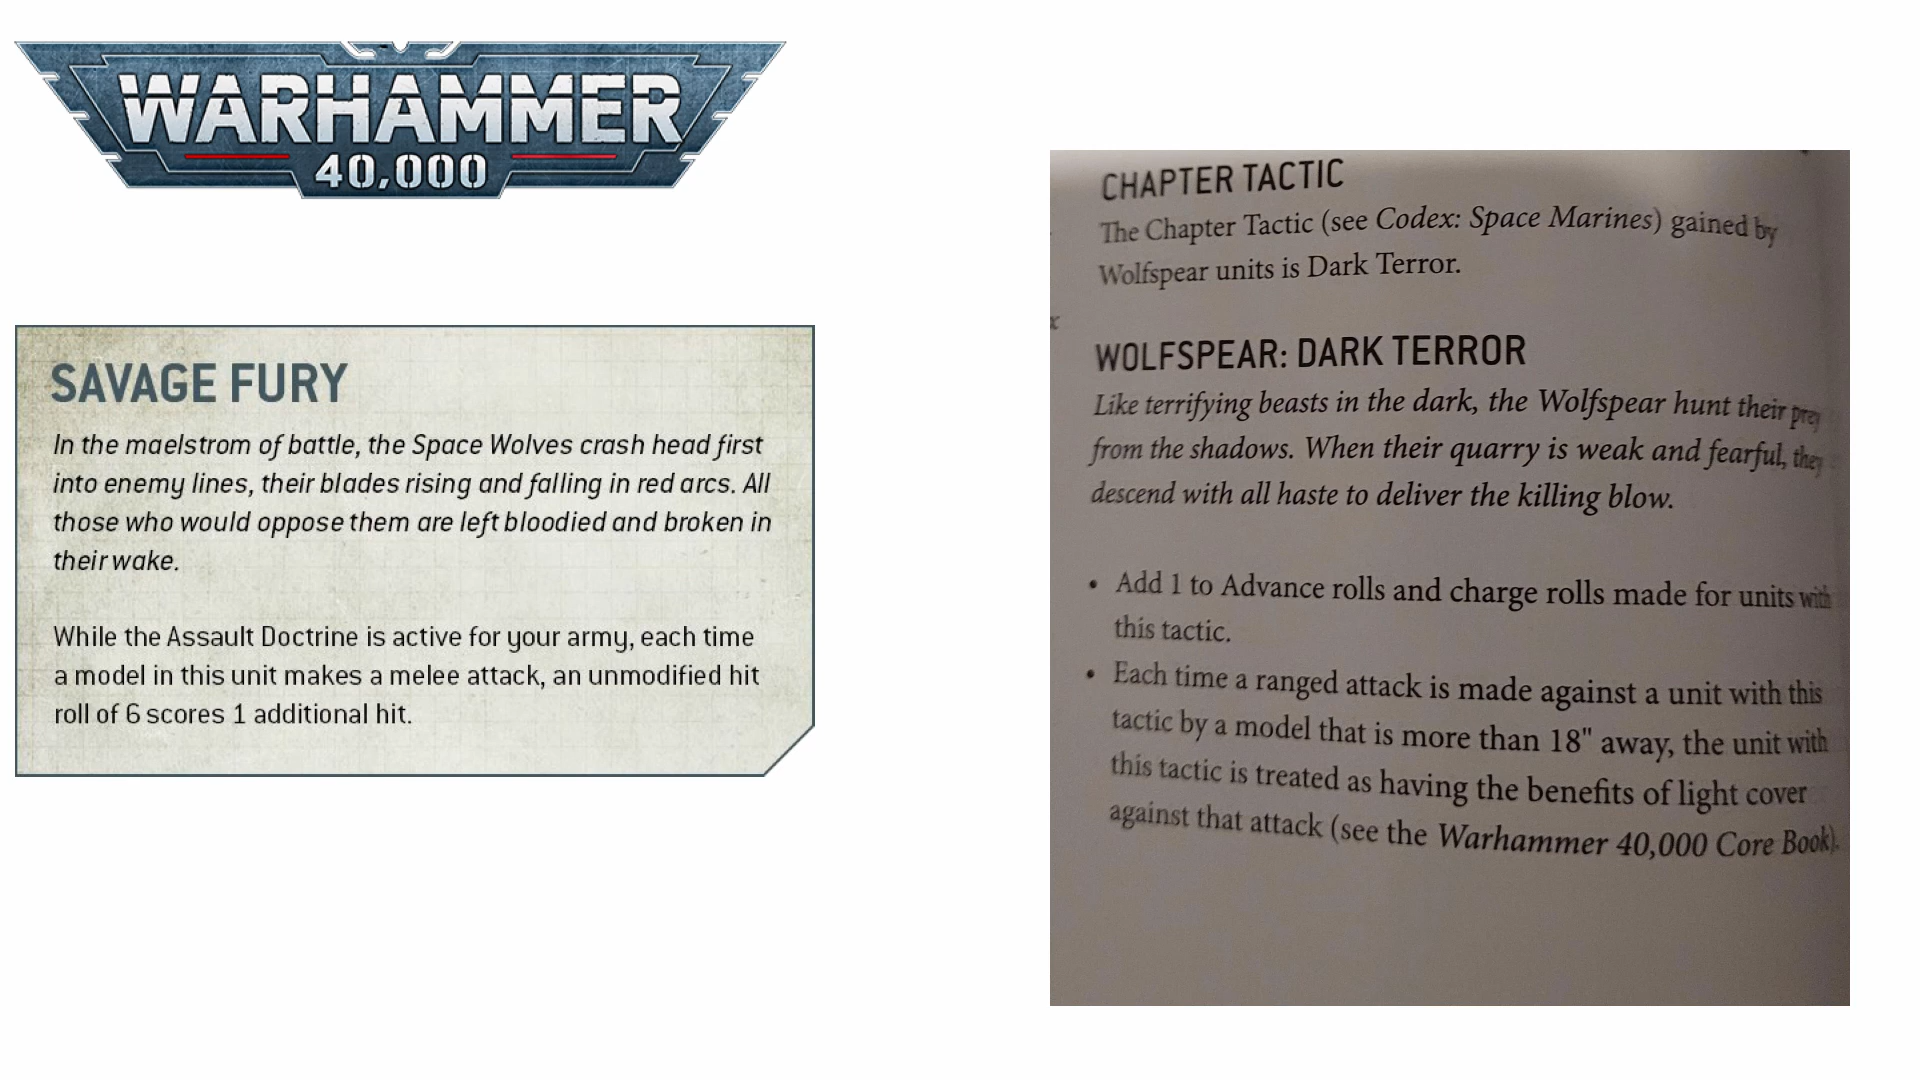 WARHAMMER
40,000
SAVAGE FURY
In the maelstrom of battle, the Space Wolves crash head first
into enemy lines, their blades rising and falling in red arcs. All
those who would oppose them are left bloodied and broken in
their wake.
While the Assault Doctrine is active for your army, each time
a model in this unit makes a melee attack, an unmodified hit
roll of 6 scores 1 additional hit.
CHAPTER TACTIC
The Chapter Tactic (see Codex: Space Marines) gained by
Wolfspear units is Dark Terror.
WOLFSPEAR: DARK TERROR
Like terrifying beasts in the dark, the Wolfspear hunt their prey
from the shadows. When their quarry is weak and fearful, they
descend with all haste to deliver the killing blow.
• Add 1 to Advance rolls and charge rolls made for units with
this tactic.
• Each time a ranged attack is made against a unit with this
tactic by a model that is more than 18" away, the unit with
this tactic is treated as having the benefits of light cover
against that attack (see the Warhammer 40,000 Core Book).